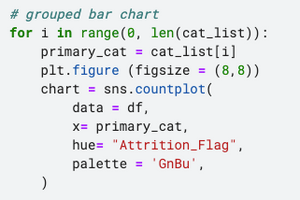 # grouped bar chart
for i in range(0, len(cat_list)):
    primary_cat = cat_list[i]
    plt.figure (figsize = (8,8))
    chart = sns.countplot(
        data = df,
        x= primary_cat,
        hue= "Attrition_Flag",
        palette = 'GnBu',
    )